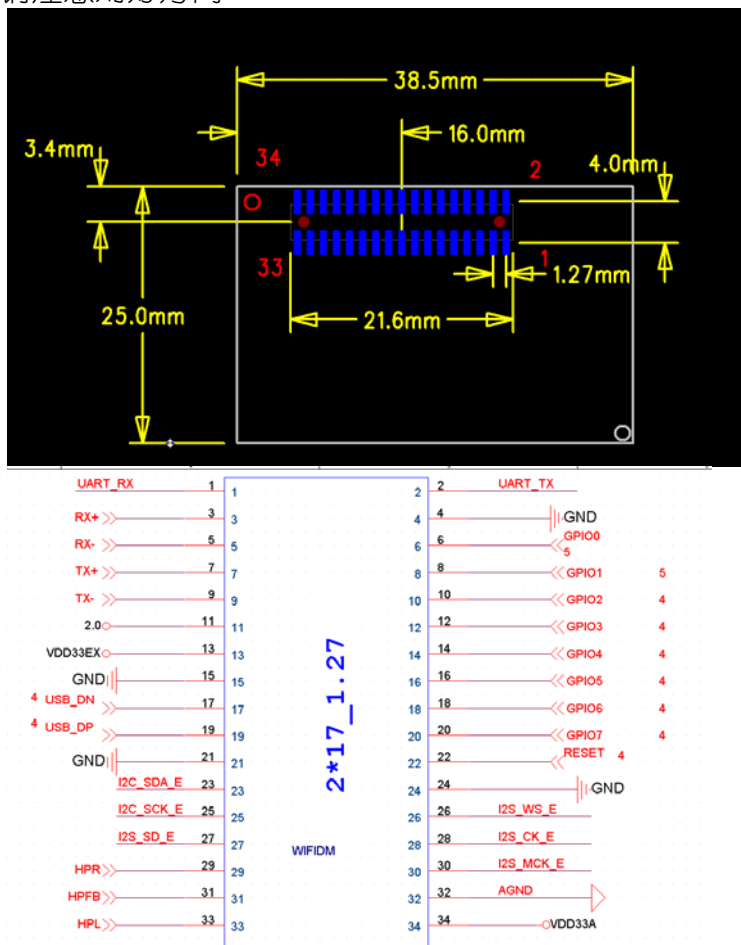 38.5mm
16.0mm
3.4mm
34
2
4.0mm
33
1
1.27mm
25.0mm
21.6mm
UART_RX 1 1 2 2 UART_TX
RX+ 3 3 4 4 GND
RX- 5 5 6 6 GPIO0
5
TX+ 7 7 8 8 GPIO1 5
TX- 9 9 10 10 GPIO2 4
2.0 11 11 12 12 GPIO3 4
VDD33EX 13 13 14 14 GPIO4 4
GND 15 15 16 16 GPIO5 4
4 USB_DN 17 17 18 18 GPIO6 4
4 USB_DP 19 19 20 20 GPIO7 4
GND 21 21 22 22 RESET 4
I2C_SDA_E 23 23 24 24 GND
I2C_SCK_E 25 25 26 26 I2S_WS_E
I2S_SD_E 27 27 28 28 I2S_CK_E
HPR 29 29 30 30 I2S_MCK_E
HPFB 31 31 32 32 AGND
HPL 33 33 34 34 VDD33A
2*17_1.27
WIFIDM